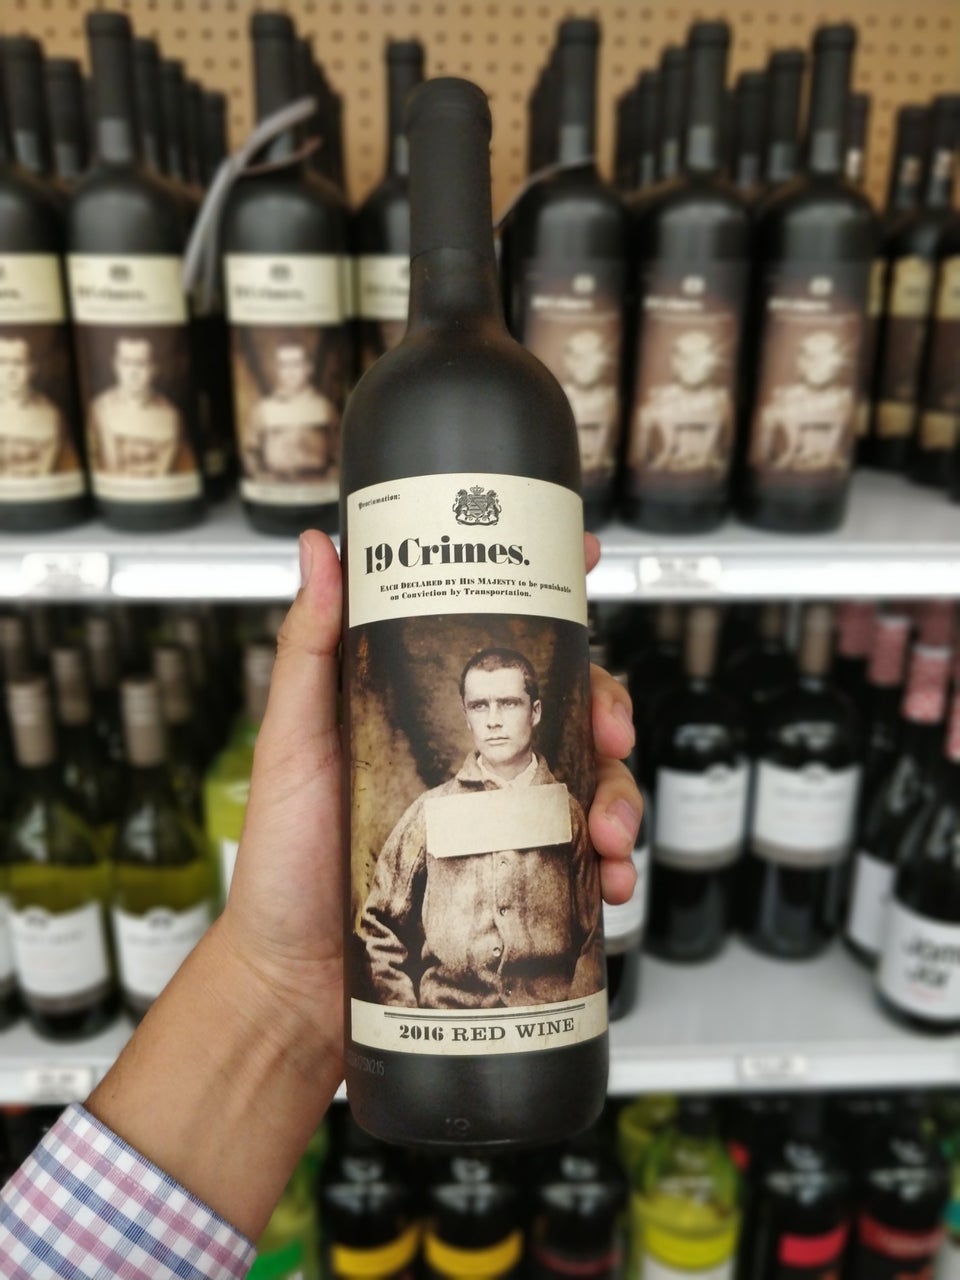 Proclamation:
19 Crimes.
EACH DECLARED BY HIS MAJESTY to be punishable
on Conviction by Transportation.
2016 RED WINE